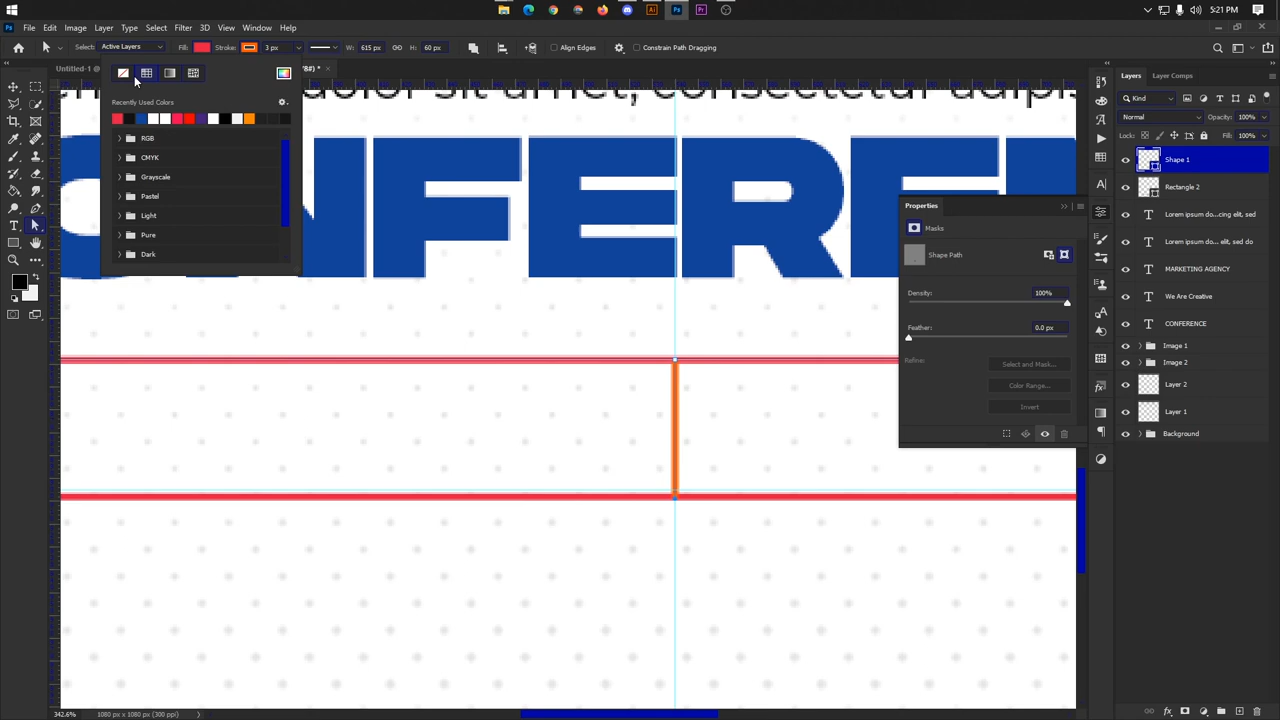 5:21 PM
File Edit Image Layer Type Select Filter 3D View Window Help
Select: Active Layers Fill: Stroke: 3 px W: 615 px H: 60 px Align Edges Constrain Path Dragging
Untitled-1 @ 8#) * ×
Recently Used Colors
RGB
CMYK
Grayscale
Pastel
Light
Pure
Dark
Properties
Masks
Shape Path
Density: 100%
Feather: 0.0 px
Refine: Select and Mask...
Color Range...
Invert
Layers Layer Comps
Kind
Normal Opacity: 100%
Lock: Fill: 100%
Shape 1
Rectangle 2
Lorem ipsum do...cing elit, sed
Lorem ipsum do... elit, sed do
MARKETING AGENCY
We Are Creative
CONFERENCE
Image 1
Image 2
Layer 2
Layer 1
Background
342.6% 1080 px x 1080 px (300 ppi)